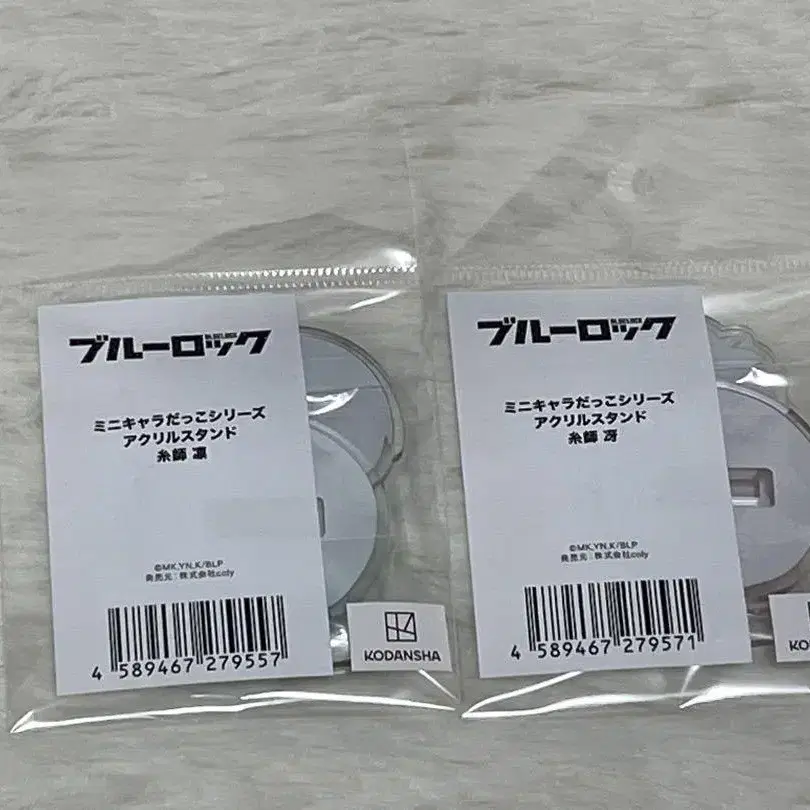 ブルーロック
BLUELOCK
ミニキャラだっこシリーズ
アクリルスタンド
糸師 凛
©MK,YN,K/BLP
発売元:株式会社coly
4 589467 279557
KODANSHA
ブルーロック
BLUELOCK
ミニキャラだっこシリーズ
アクリルスタンド
糸師 冴
©MK,YN,K/BLP
発売元:株式会社coly
4 589467 279571
KO